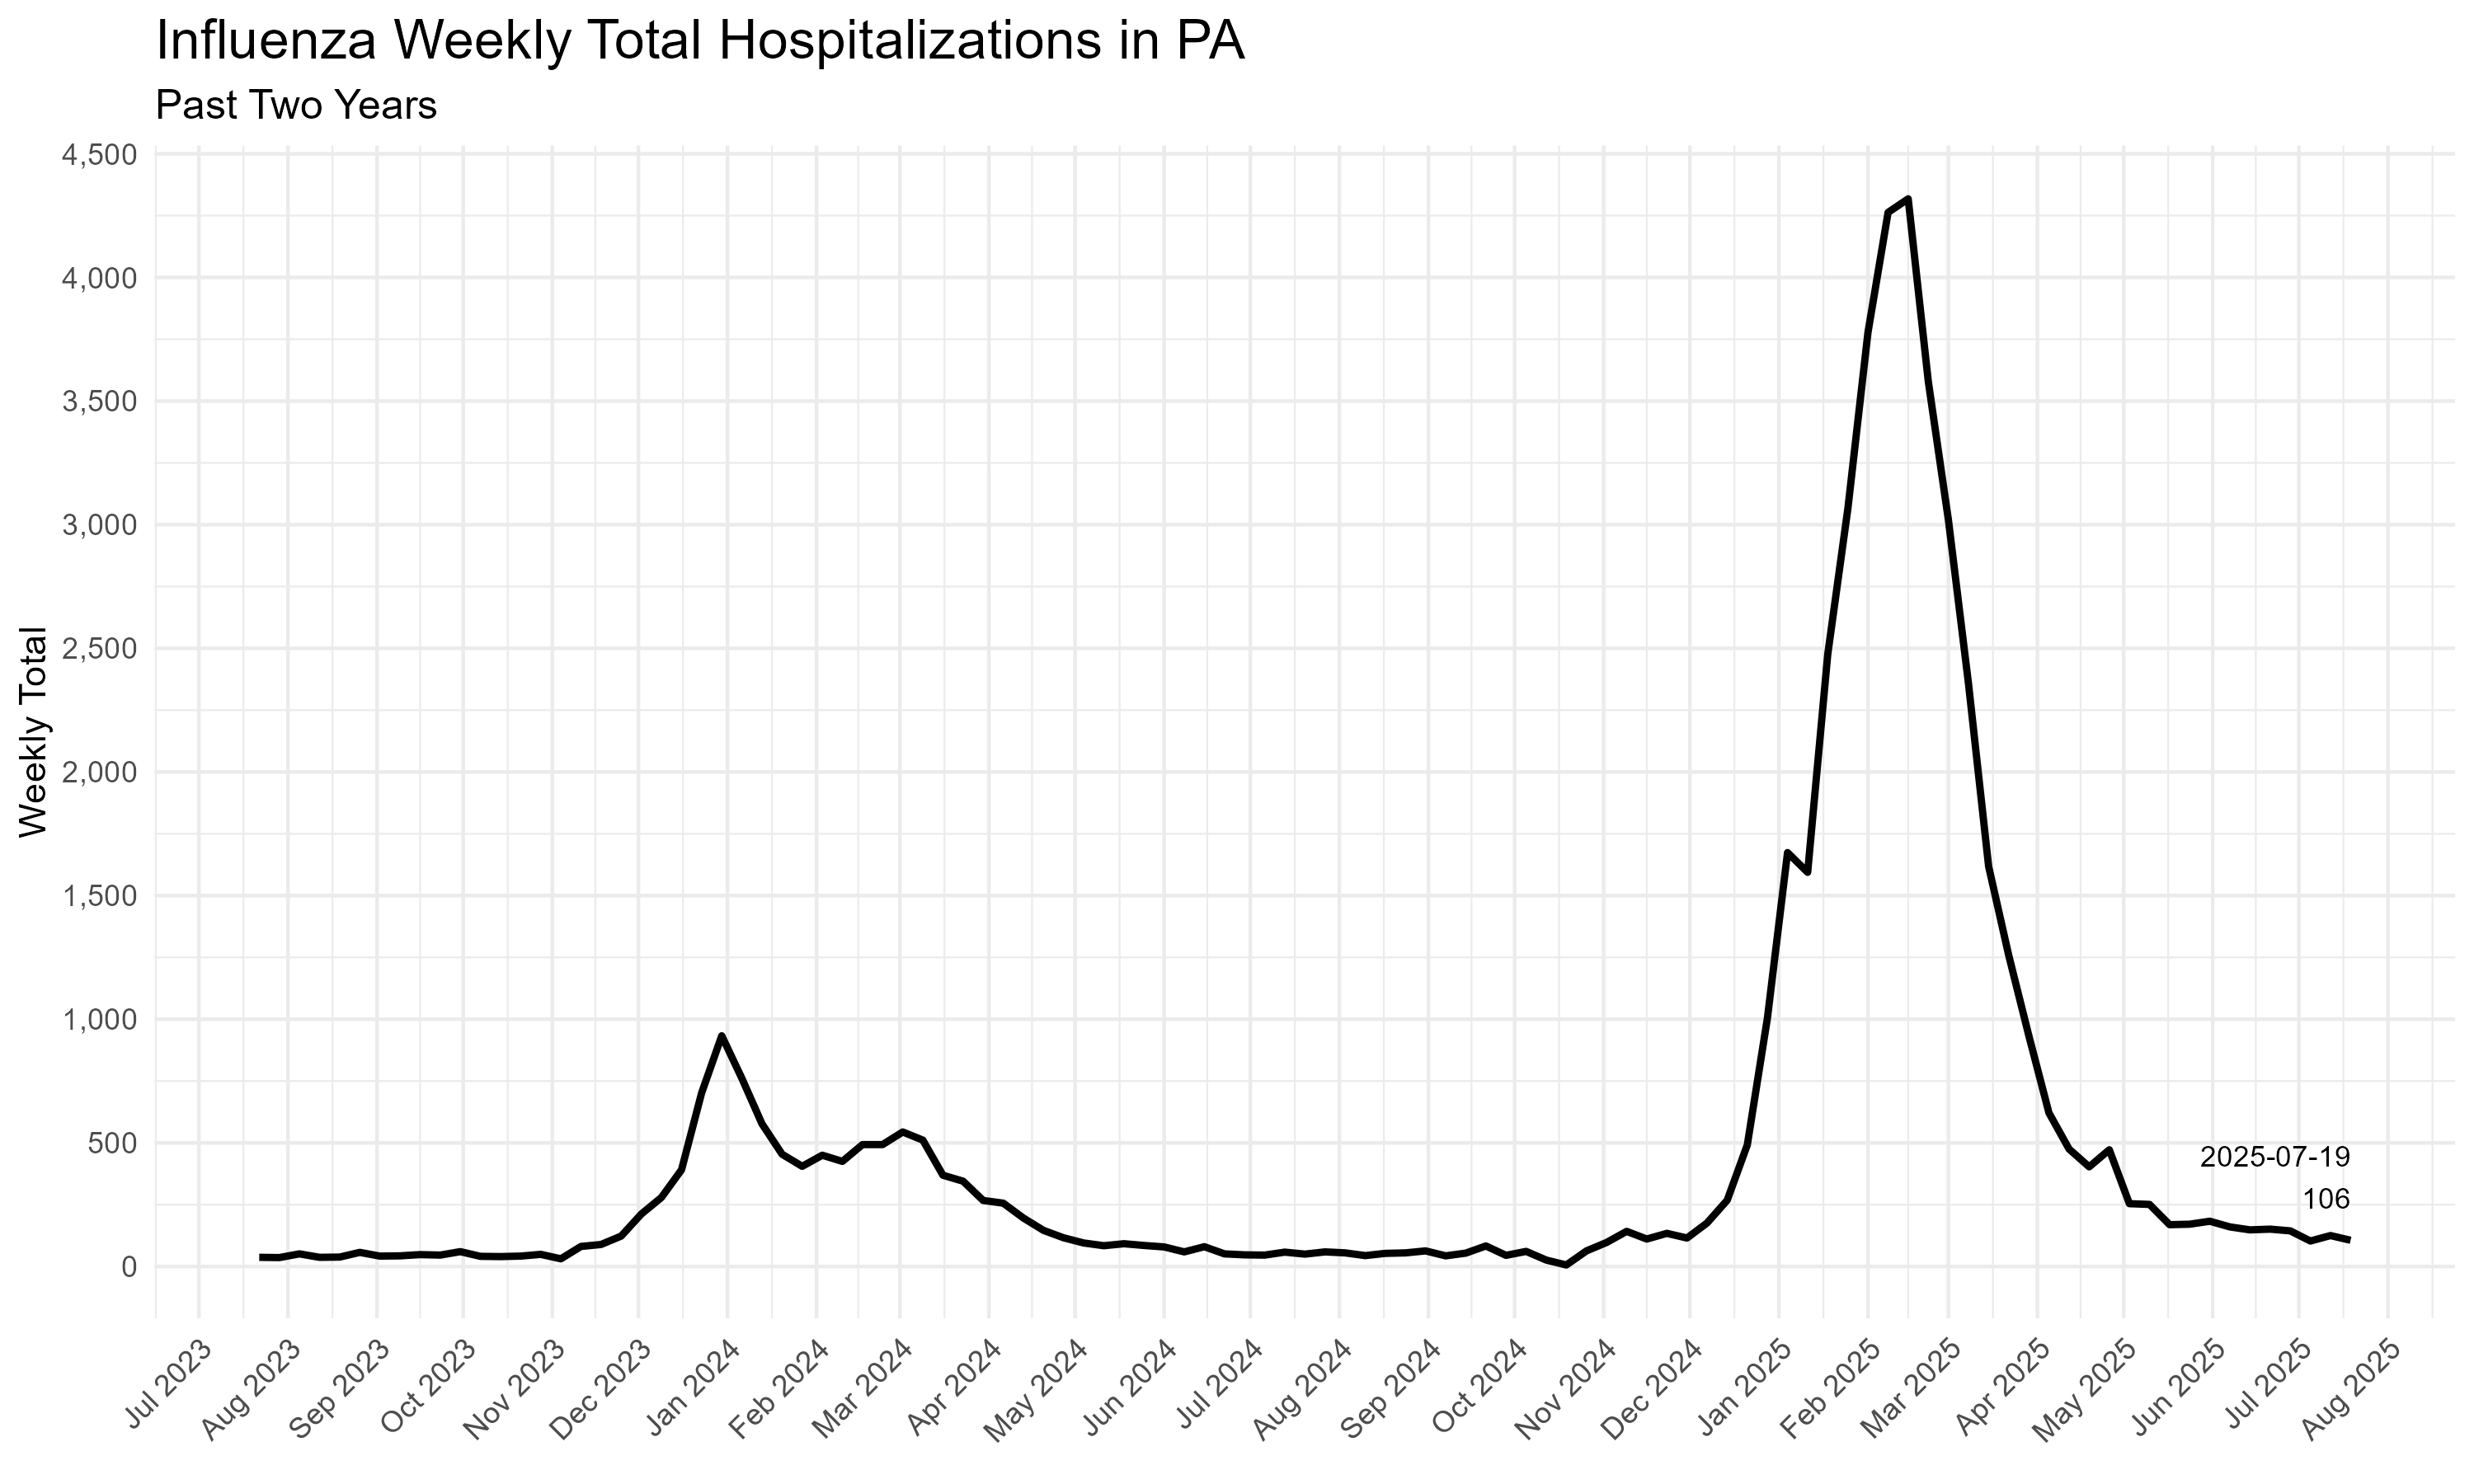 Influenza Weekly Total Hospitalizations in PA
Past Two Years
Weekly Total
4,500
4,000
3,500
3,000
2,500
2,000
1,500
1,000
500
0
2025-07-19
106
Jul 2023
Aug 2023
Sep 2023
Oct 2023
Nov 2023
Dec 2023
Jan 2024
Feb 2024
Mar 2024
Apr 2024
May 2024
Jun 2024
Jul 2024
Aug 2024
Sep 2024
Oct 2024
Nov 2024
Dec 2024
Jan 2025
Feb 2025
Mar 2025
Apr 2025
May 2025
Jun 2025
Jul 2025
Aug 2025